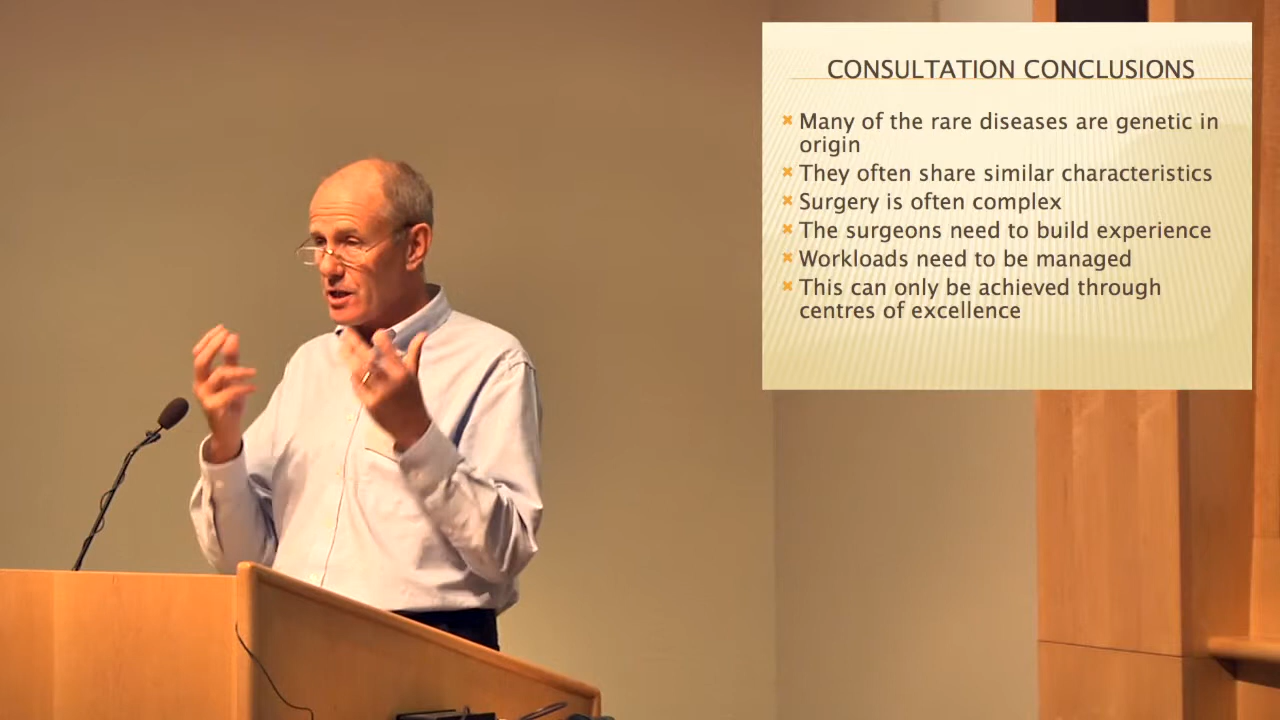 CONSULTATION CONCLUSIONS
Many of the rare diseases are genetic in
origin
They often share similar characteristics
Surgery is often complex
The surgeons need to build experience
Workloads need to be managed
This can only be achieved through
centres of excellence